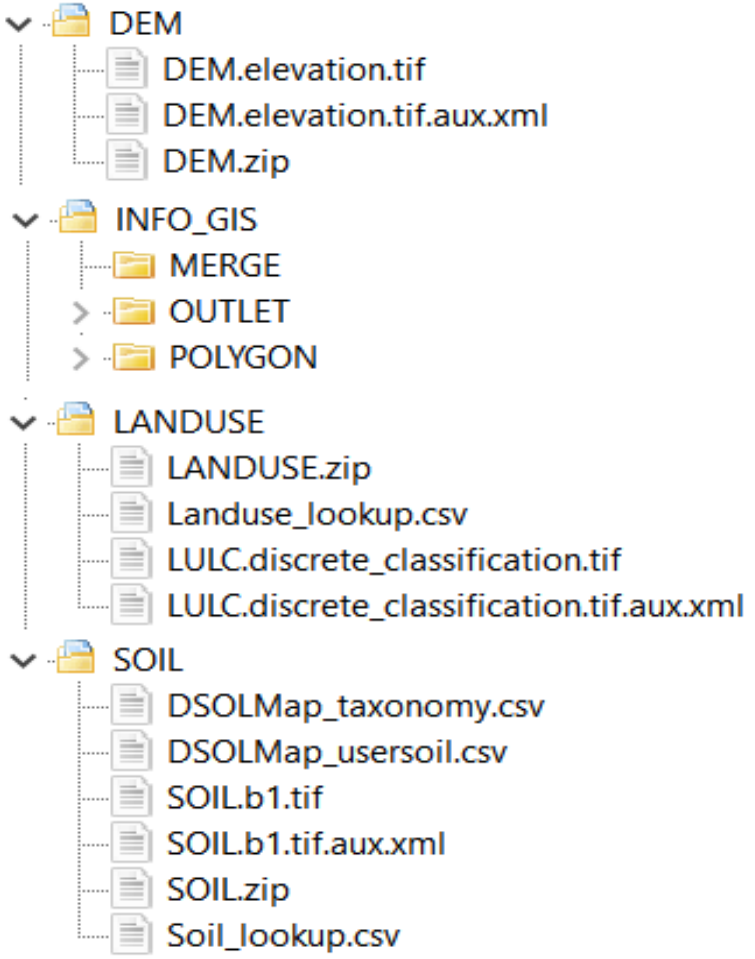 DEM
DEM.elevation.tif
DEM.elevation.tif.aux.xml
DEM.zip
INFO_GIS
MERGE
OUTLET
POLYGON
LANDUSE
LANDUSE.zip
Landuse_lookup.csv
LULC.discrete_classification.tif
LULC.discrete_classification.tif.aux.xml
SOIL
DSOLMap_taxonomy.csv
DSOLMap_usersoil.csv
SOIL.b1.tif
SOIL.b1.tif.aux.xml
SOIL.zip
Soil_lookup.csv